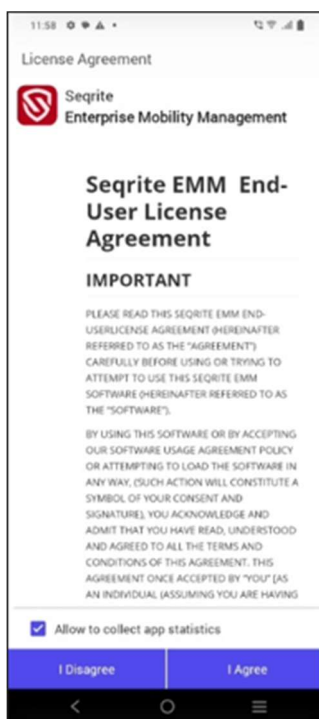 11:58
License Agreement
Seqrite
Enterprise Mobility Management
Seqrite EMM End-
User License
Agreement
IMPORTANT
PLEASE READ THIS SEQRITE EMM END-
USERLICENSE AGREEMENT (HEREINAFTER
REFERRED TO AS THE "AGREEMENT")
CAREFULLY BEFORE USING OR TRYING TO
ATTEMPT TO USE THIS SEQRITE EMM
SOFTWARE (HEREINAFTER REFERRED TO AS
THE "SOFTWARE").
BY USING THIS SOFTWARE OR BY ACCEPTING
OUR SOFTWARE USAGE AGREEMENT POLICY
OR ATTEMPTING TO LOAD THE SOFTWARE IN
ANY WAY, (SUCH ACTION WILL CONSTITUTE A
SYMBOL OF YOUR CONSENT AND
SIGNATURE), YOU ACKNOWLEDGE AND
ADMIT THAT YOU HAVE READ, UNDERSTOOD
AND AGREED TO ALL THE TERMS AND
CONDITIONS OF THIS AGREEMENT. THIS
AGREEMENT ONCE ACCEPTED BY "YOU" [AS
AN INDIVIDUAL (ASSUMING YOU ARE HAVING
Allow to collect app statistics
I Disagree
I Agree